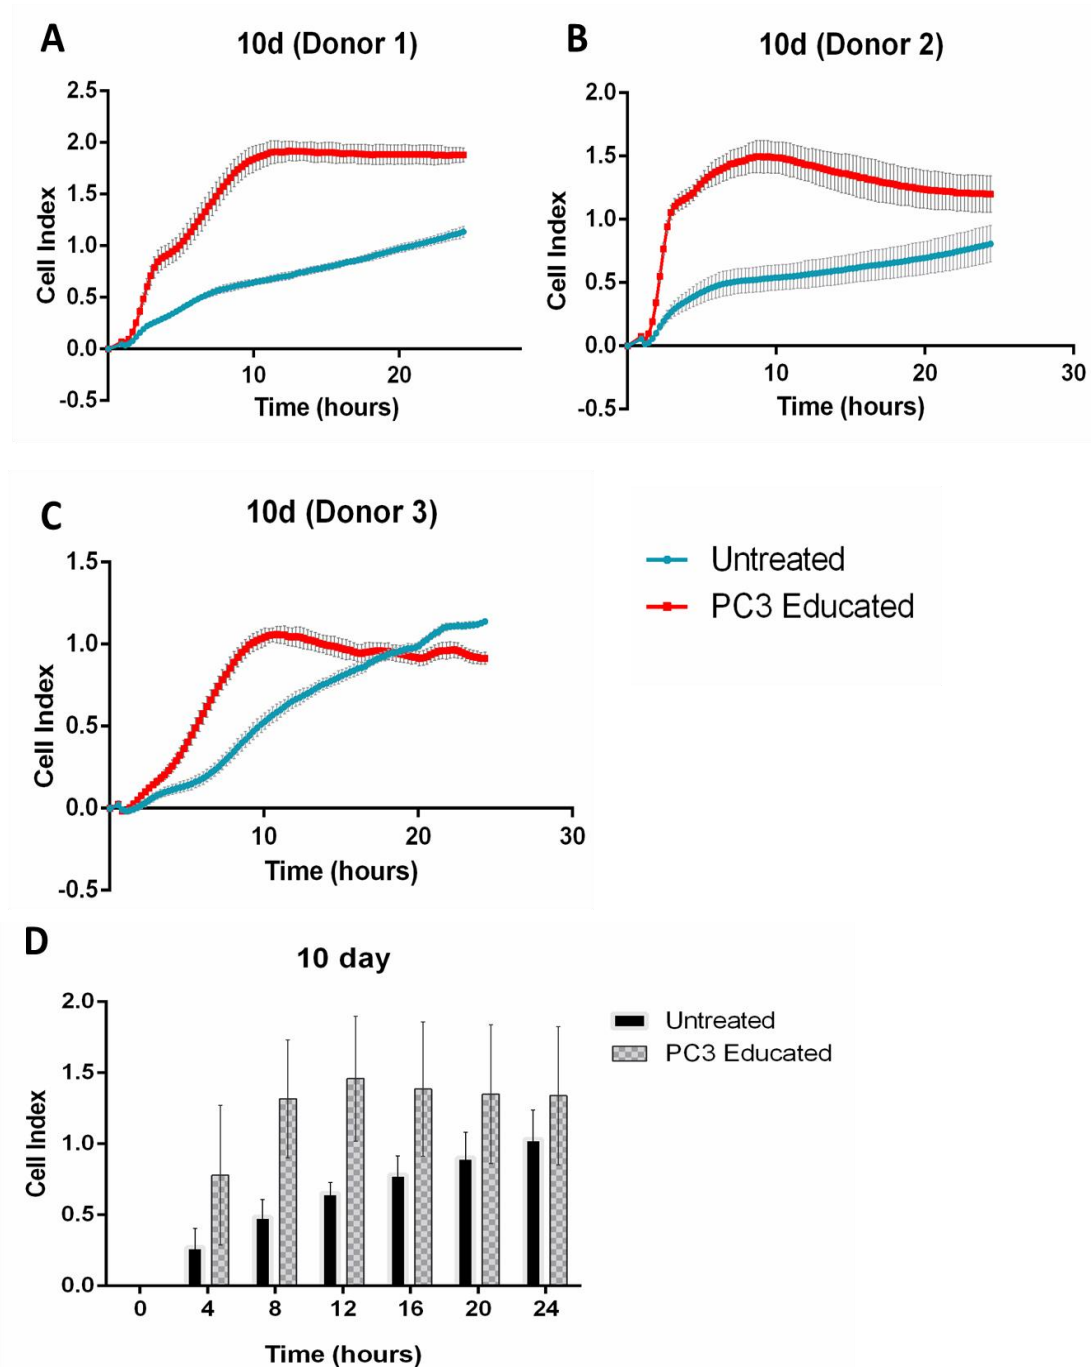 A
10d (Donor 1)
2.5
2.0
1.5
1.0
0.5
0.0
-0.5
Cell Index
10
20
Time (hours)
B
10d (Donor 2)
2.0
1.5
1.0
0.5
0.0
-0.5
Cell Index
10
20
30
Time (hours)
C
10d (Donor 3)
1.5
1.0
0.5
0.0
-0.5
Cell Index
10
20
30
Time (hours)
Untreated
PC3 Educated
D
10 day
2.0
1.5
1.0
0.5
0.0
Cell Index
0 4 8 12 16 20 24
Time (hours)
Untreated
PC3 Educated